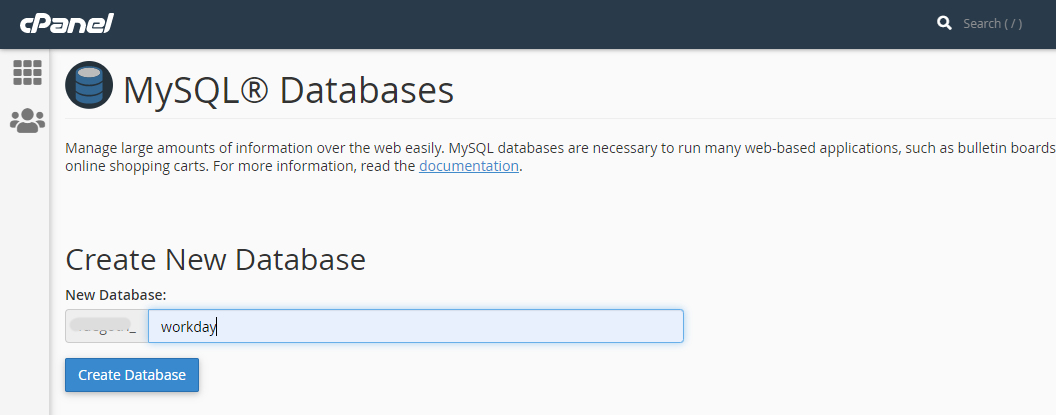 cPanel
Search ( / )
MySQL® Databases
Manage large amounts of information over the web easily. MySQL databases are necessary to run many web-based applications, such as bulletin boards
online shopping carts. For more information, read the documentation.
Create New Database
New Database:
workday
Create Database